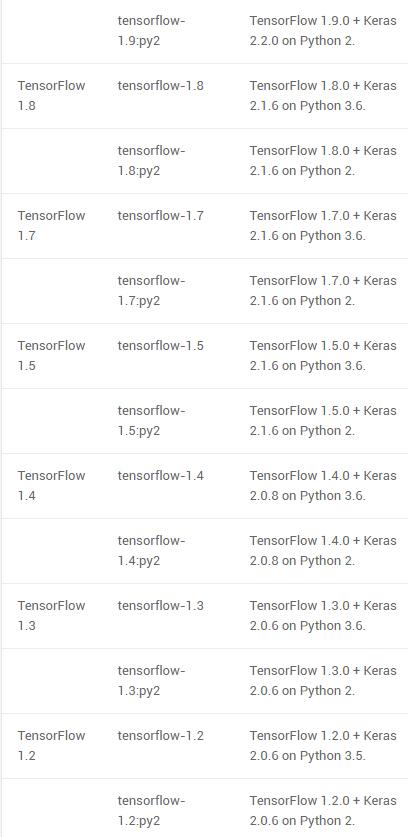 tensorflow-
1.9:py2
TensorFlow 1.9.0 + Keras
2.2.0 on Python 2.
TensorFlow
1.8
tensorflow-1.8
TensorFlow 1.8.0 + Keras
2.1.6 on Python 3.6.
tensorflow-
1.8:py2
TensorFlow 1.8.0 + Keras
2.1.6 on Python 2.
TensorFlow
1.7
tensorflow-1.7
TensorFlow 1.7.0 + Keras
2.1.6 on Python 3.6.
tensorflow-
1.7:py2
TensorFlow 1.7.0 + Keras
2.1.6 on Python 2.
TensorFlow
1.5
tensorflow-1.5
TensorFlow 1.5.0 + Keras
2.1.6 on Python 3.6.
tensorflow-
1.5:py2
TensorFlow 1.5.0 + Keras
2.1.6 on Python 2.
TensorFlow
1.4
tensorflow-1.4
TensorFlow 1.4.0 + Keras
2.0.8 on Python 3.6.
tensorflow-
1.4:py2
TensorFlow 1.4.0 + Keras
2.0.8 on Python 2.
TensorFlow
1.3
tensorflow-1.3
TensorFlow 1.3.0 + Keras
2.0.6 on Python 3.6.
tensorflow-
1.3:py2
TensorFlow 1.3.0 + Keras
2.0.6 on Python 2.
TensorFlow
1.2
tensorflow-1.2
TensorFlow 1.2.0 + Keras
2.0.6 on Python 3.5.
tensorflow-
1.2:py2
TensorFlow 1.2.0 + Keras
2.0.6 on Python 2.